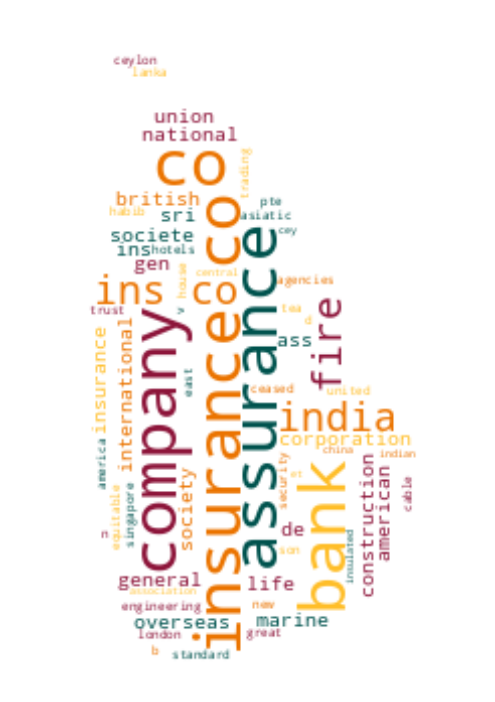 ceylon
lanka
union
national
co
trading
british
pte
habib
sri
asiatic
co
cey
societe
ins
hotels
assurance
gen
house
central
ins
co
agencies
trust
v
tea
d
fire
company
insurance
international
insurance
ass
east
ceased
united
india
corporation
america
china
indian
bank
security
st
construction
american
cable
equitable
singapore
society
n
de
insulated
son
general
association
life
engineering
new
overseas
marine
london
great
b
standard